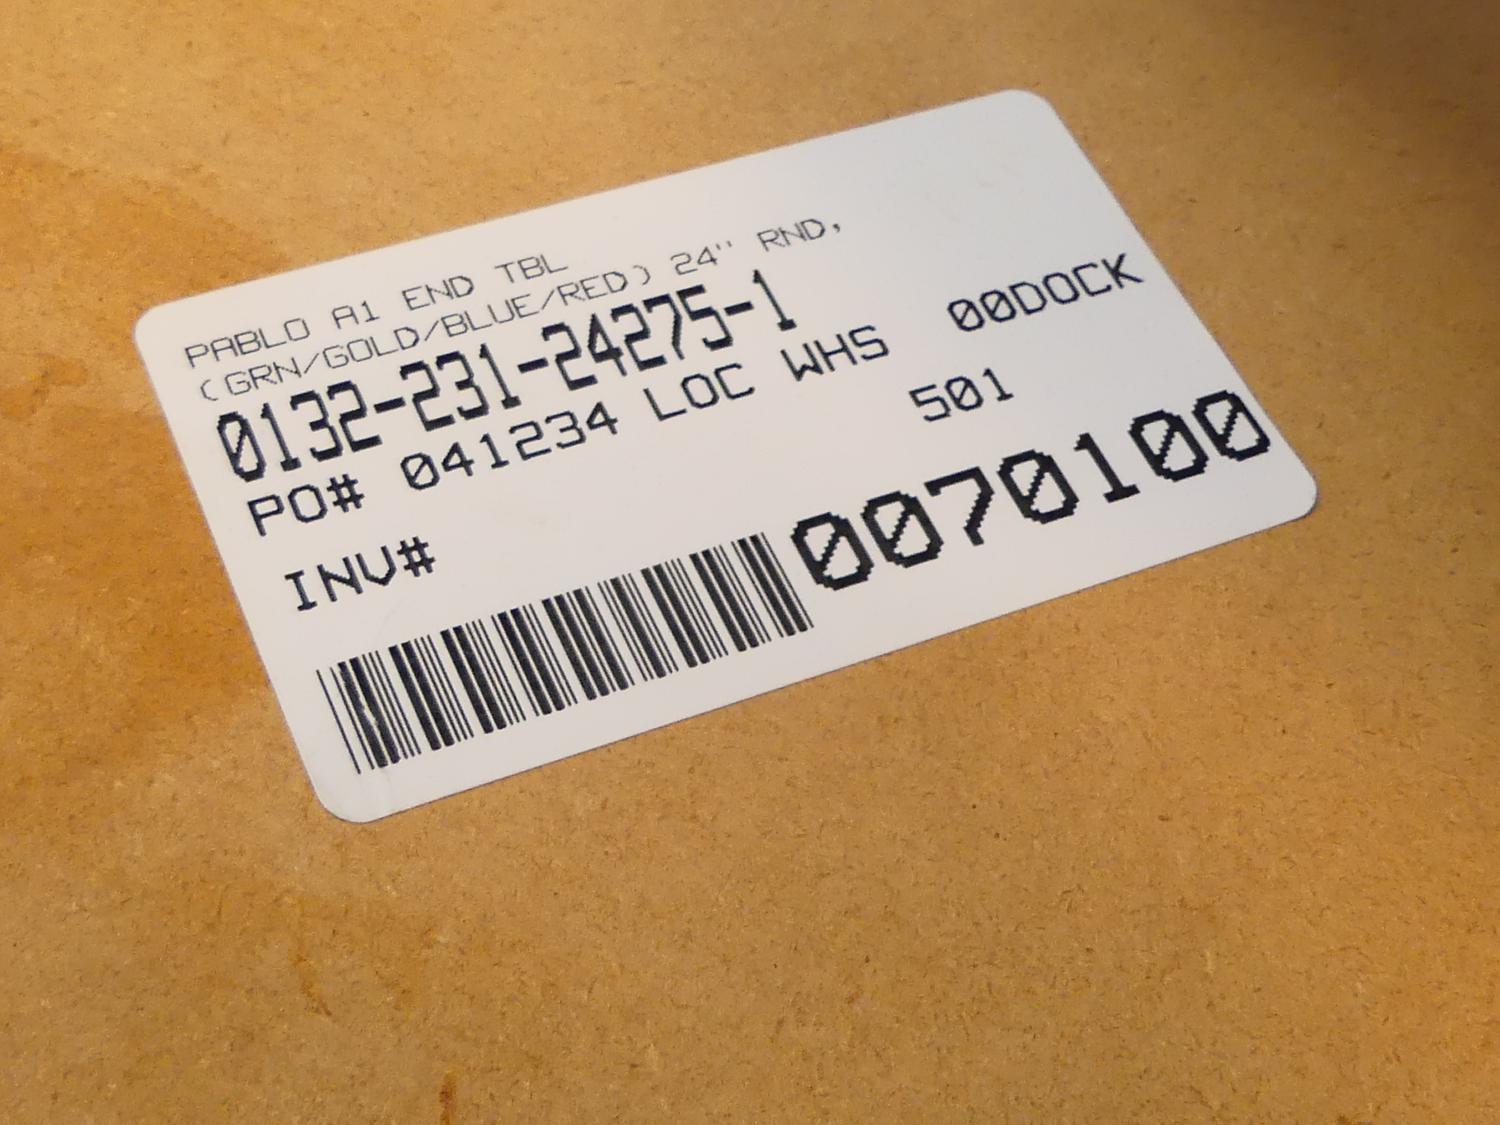 PABLO A1 END TBL
(GRN/GOLD/BLUE/RED) 24" RND,
0132-231-24275-1
PO# 041234 LOC WHS 00DOCK
501
INV#
0070100